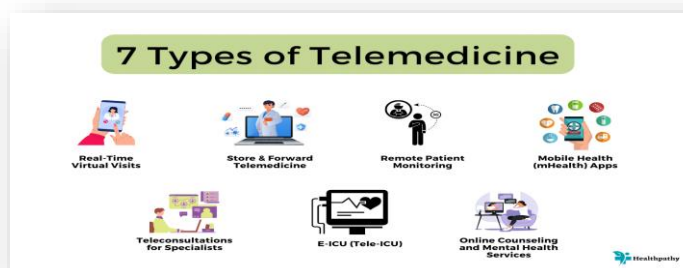 7 Types of Telemedicine
Real-Time
Virtual Visits
Store & Forward
Telemedicine
Remote Patient
Monitoring
Mobile Health
(mHealth) Apps
Teleconsultations
for Specialists
E-ICU (Tele-ICU)
Online Counseling
and Mental Health
Services
Healthpathy